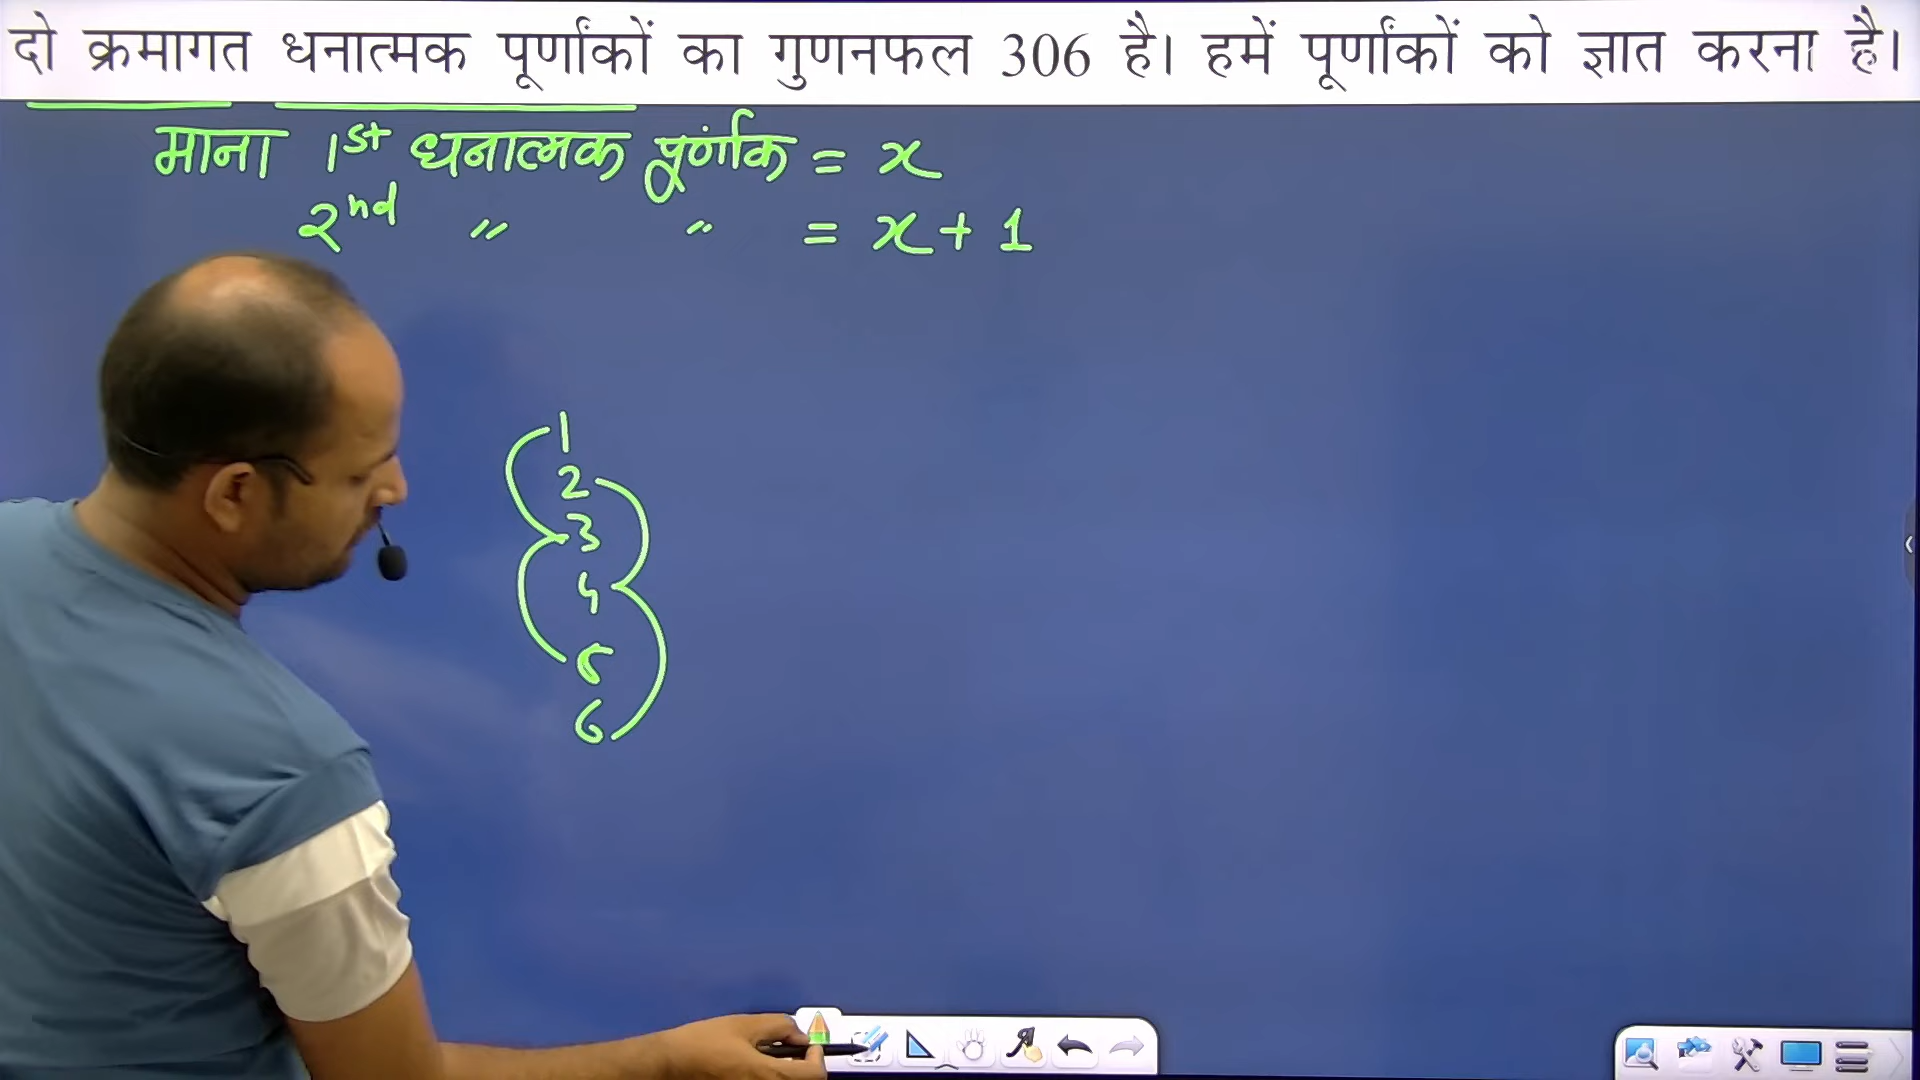 दो क्रमागत धनात्मक पूर्णांकों का गुणनफल 306 है। हमें पूर्णांकों को ज्ञात करना है।
माना 1st धनात्मक पूर्णांक = x
2nd " " = x + 1
1
2
3
4
5
6